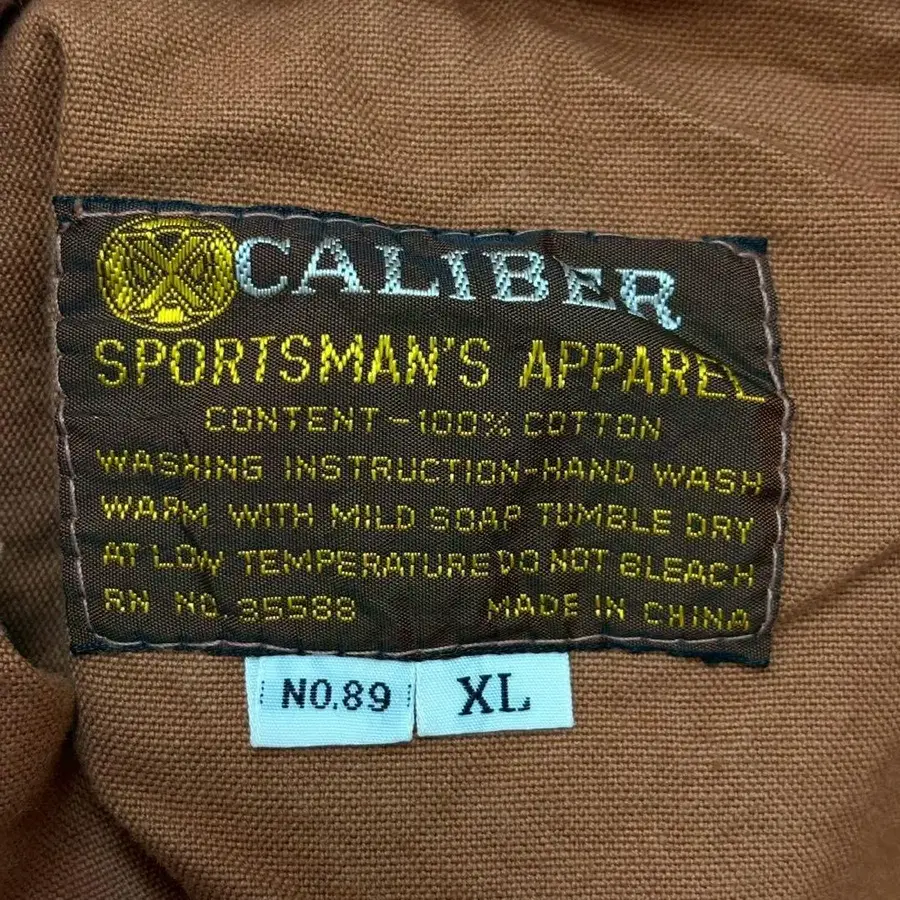 XCALIBER
SPORTSMAN'S APPAREL
CONTENT-100% COTTON
WASHING INSTRUCTION-HAND WASH
WARM WITH MILD SOAP TUMBLE DRY
AT LOW TEMPERATURE DO NOT BLEACH
RN NO. 35588 MADE IN CHINA
NO.89 XL